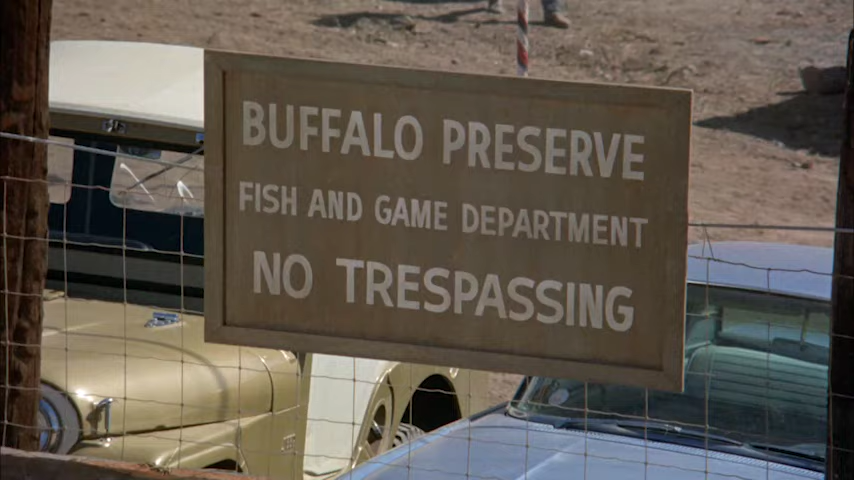 BUFFALO PRESERVE
FISH AND GAME DEPARTMENT
NO TRESPASSING